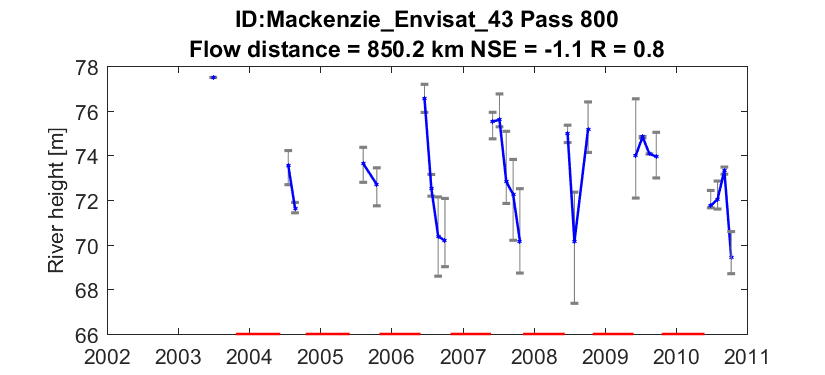 ID:Mackenzie_Envisat_43 Pass 800
Flow distance = 850.2 km NSE = -1.1 R = 0.8
78
76
74
72
70
68
66
River height [m]
2002 2003 2004 2005 2006 2007 2008 2009 2010 2011